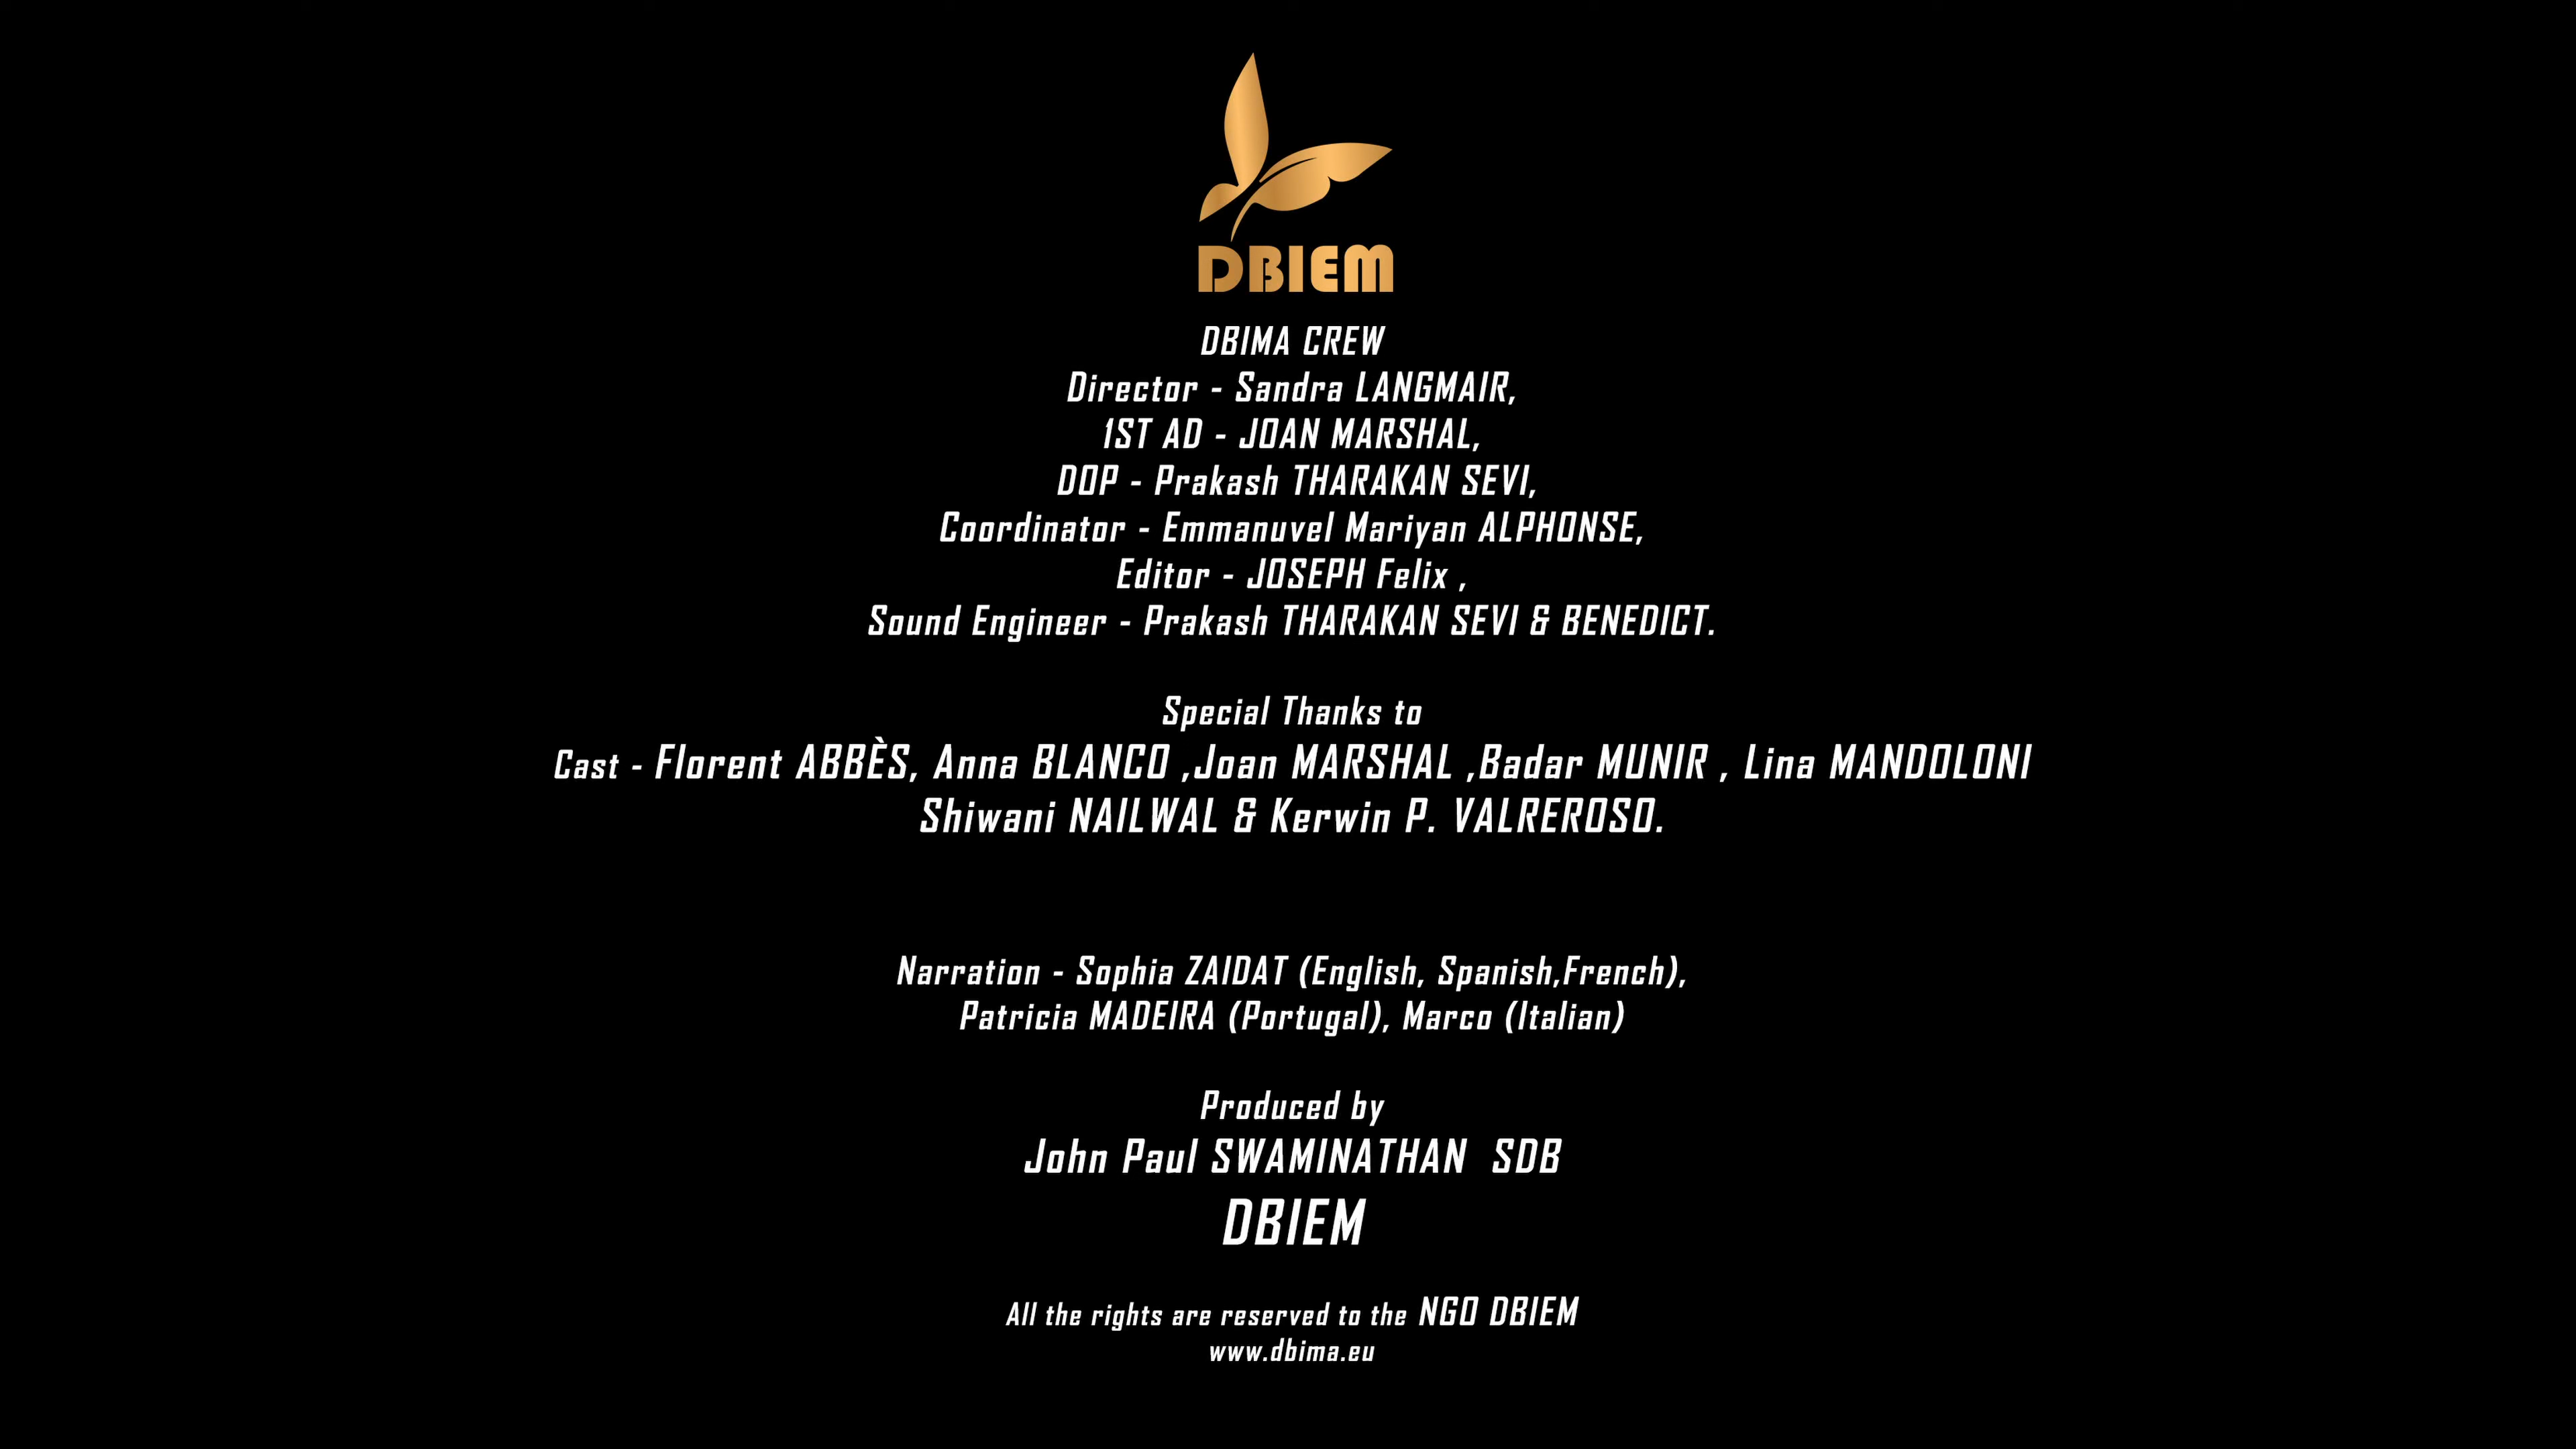 DBIEM
DBIMA CREW
Director - Sandra LANGMAIR,
1ST AD - JOAN MARSHAL,
DOP - Prakash THARAKAN SEVI,
Coordinator - Emmanuvel Mariyan ALPHONSE,
Editor - JOSEPH Felix ,
Sound Engineer - Prakash THARAKAN SEVI & BENEDICT.
Special Thanks to
Cast - Florent ABBÈS, Anna BLANCO ,Joan MARSHAL ,Badar MUNIR , Lina MANDOLONI
Shiwani NAILWAL & Kerwin P. VALREROSO.
Narration - Sophia ZAIDAT (English, Spanish,French),
Patricia MADEIRA (Portugal), Marco (Italian)
Produced by
John Paul SWAMINATHAN  SDB
DBIEM
All the rights are reserved to the NGO DBIEM
www.dbima.eu